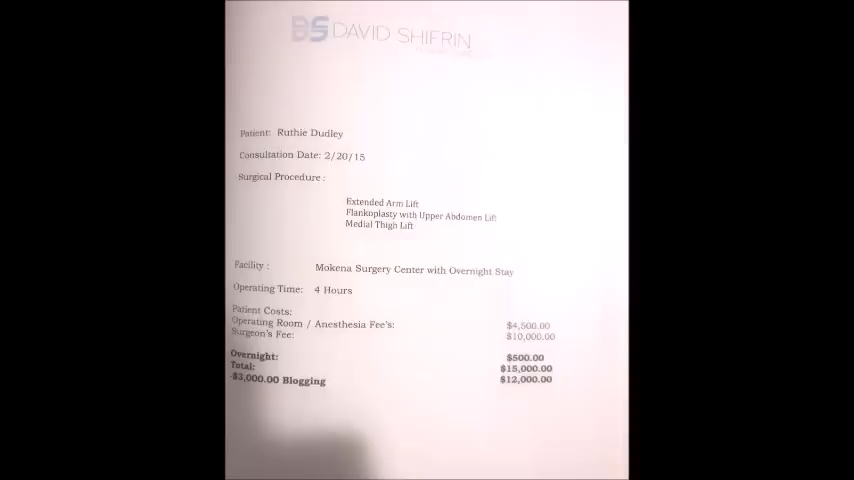 DS DAVID SHIFRIN
Patient: Ruthie Dudley
Consultation Date: 2/20/15
Surgical Procedure :
Extended Arm Lift
Flankoplasty with Upper Abdomen Lift
Medial Thigh Lift
Facility : Mokena Surgery Center with Overnight Stay
Operating Time: 4 Hours
Patient Costs:
Operating Room / Anesthesia Fee's: $4,500.00
Surgeon's Fee: $10,000.00
Overnight: $500.00
Total: $15,000.00
-$3,000.00 Blogging $12,000.00